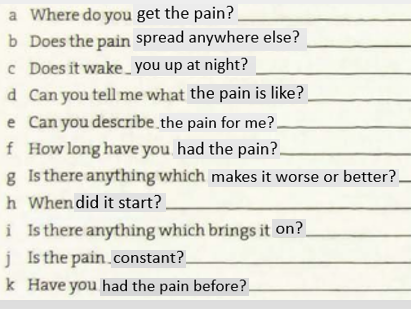 a Where do you get the pain?
b Does the pain spread anywhere else?
c Does it wake you up at night?
d Can you tell me what the pain is like?
e Can you describe the pain for me?
f How long have you had the pain?
g Is there anything which makes it worse or better?
h When did it start?
i Is there anything which brings it on?
j Is the pain constant?
k Have you had the pain before?